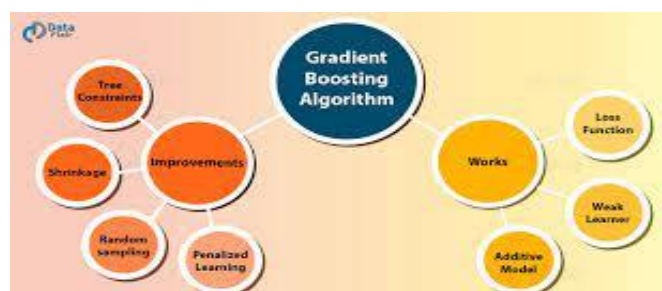 Data
Flair
Gradient
Boosting
Algorithm
Tree
Constraints
Improvements
Shrinkage
Random
sampling
Penalized
Learning
Works
Loss
Function
Weak
Learner
Additive
Model